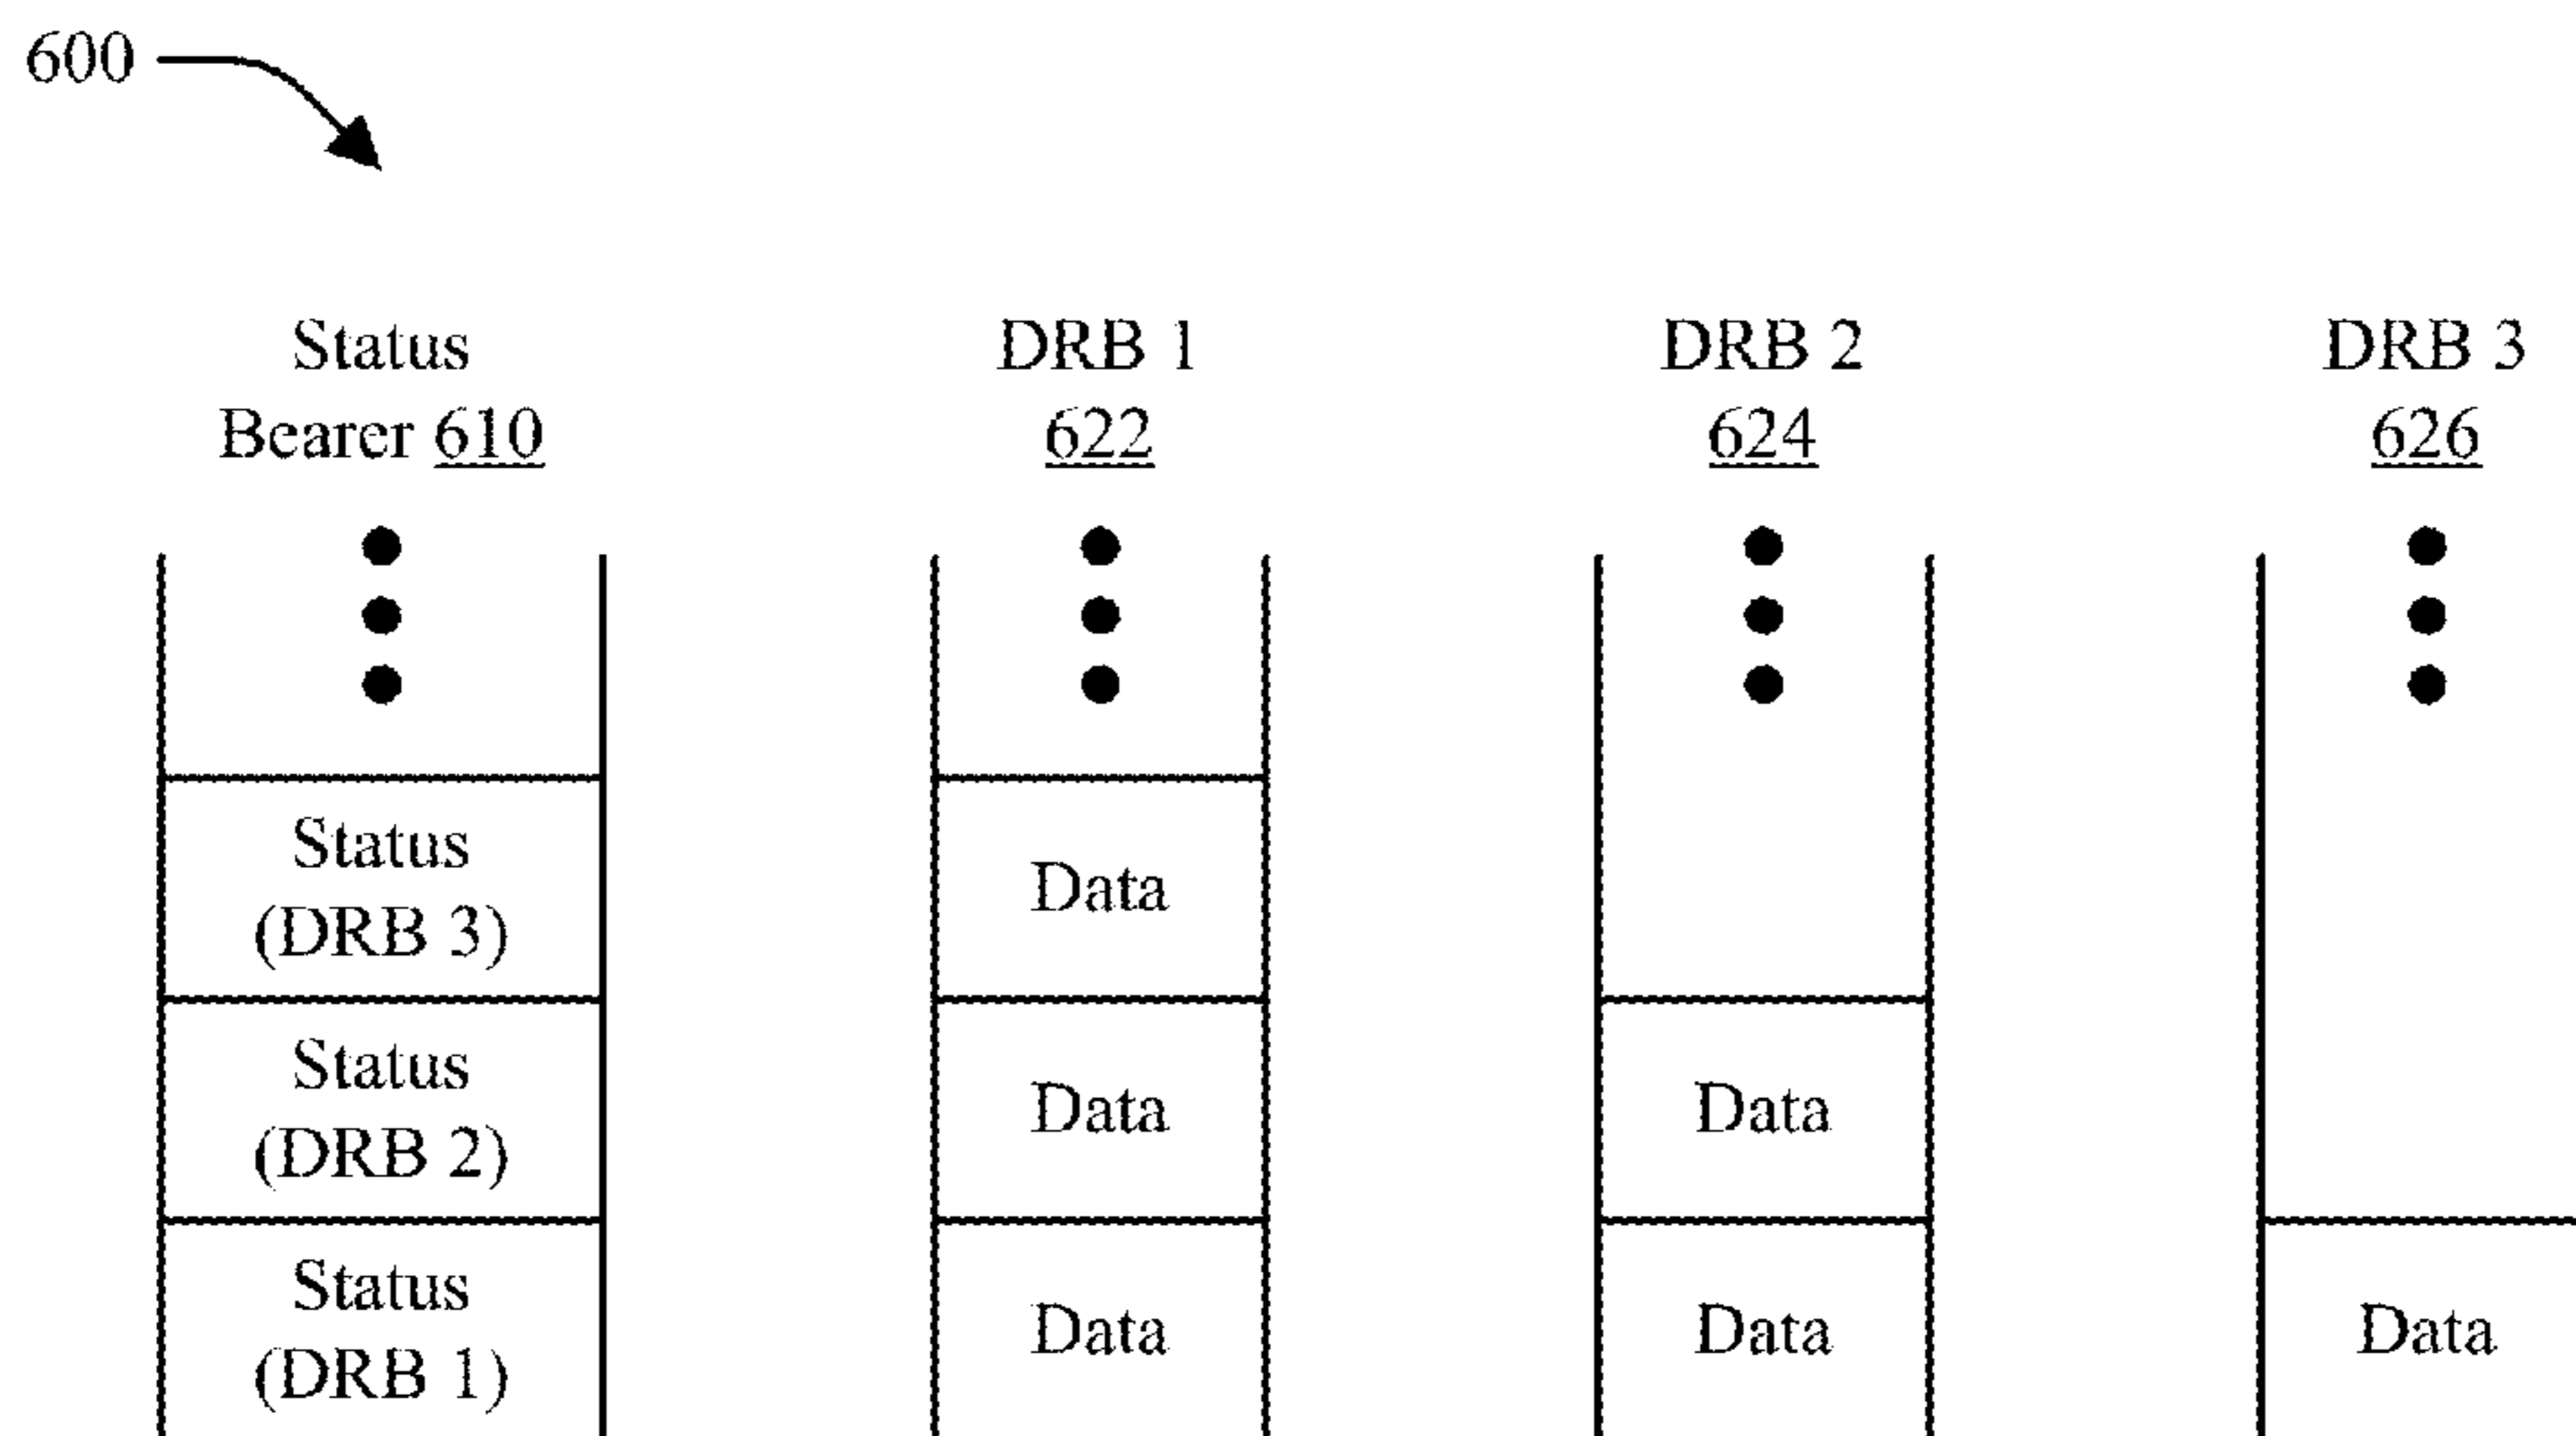 600
Status
Bearer 610
DRB 1
622
DRB 2
624
DRB 3
626
Status
(DRB 3)
Data
Status
(DRB 2)
Data
Data
Status
(DRB 1)
Data
Data
Data